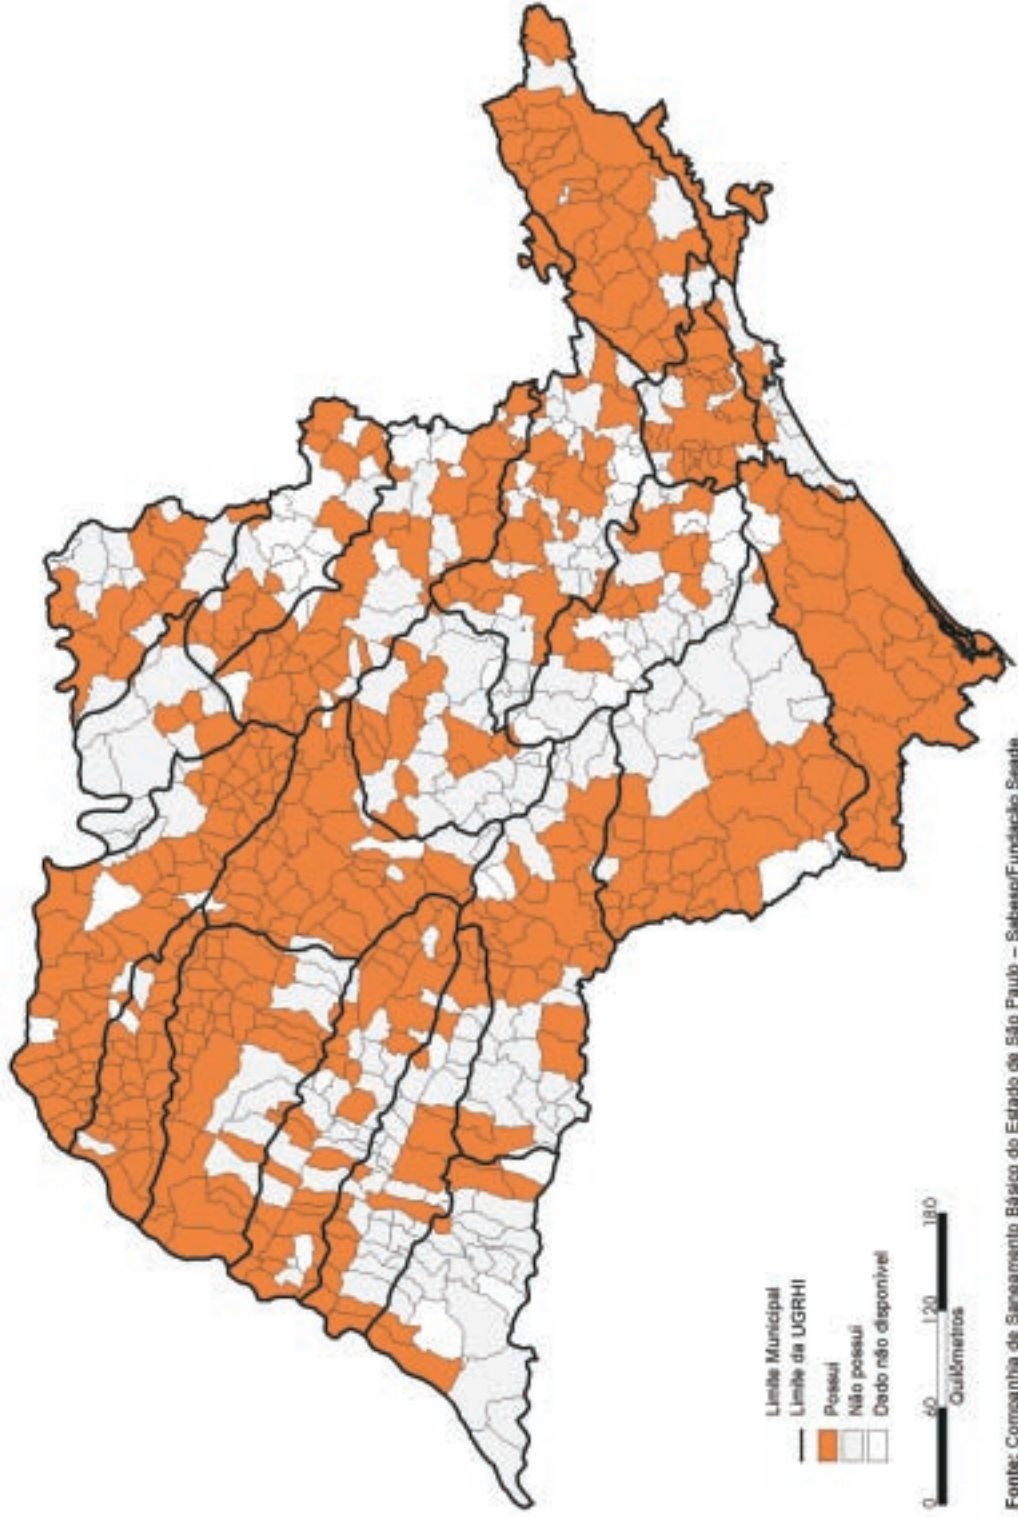 Limite Municipal
Limite da UGRHI
Possui
Não possui
Dado não disponível
0 60 120 180
Quilômetros
Fonte: Companhia de Saneamento Básico do Estado de São Paulo – Sabesp/Fundação Seade